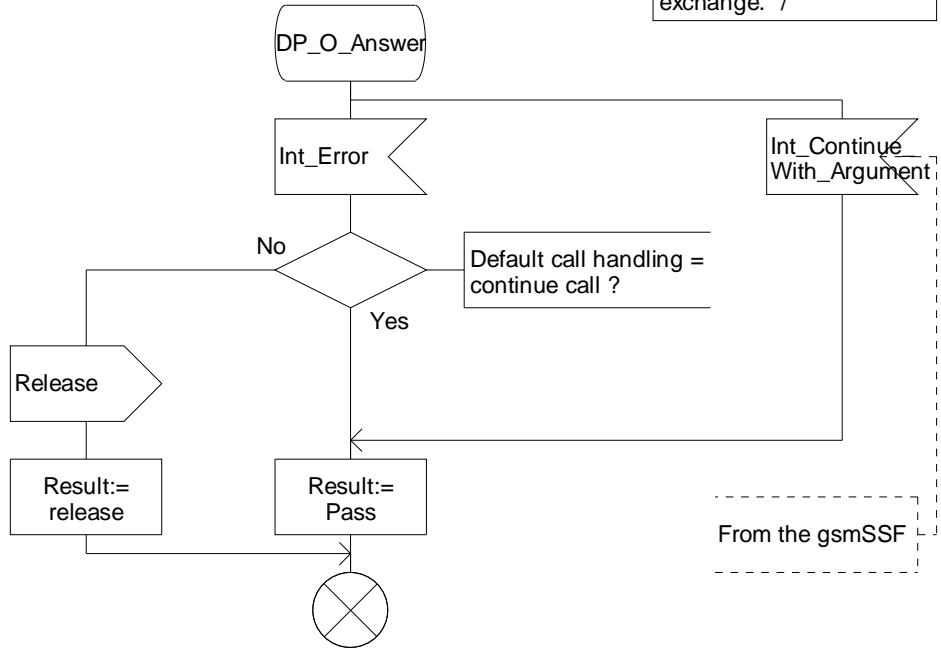 exchange. */
DP_O_Answer
Int_Error
Int_Continue_
With_Argument
No
Default call handling =
continue call ?
Yes
Release
Result:=
release
Result:=
Pass
From the gsmSSF